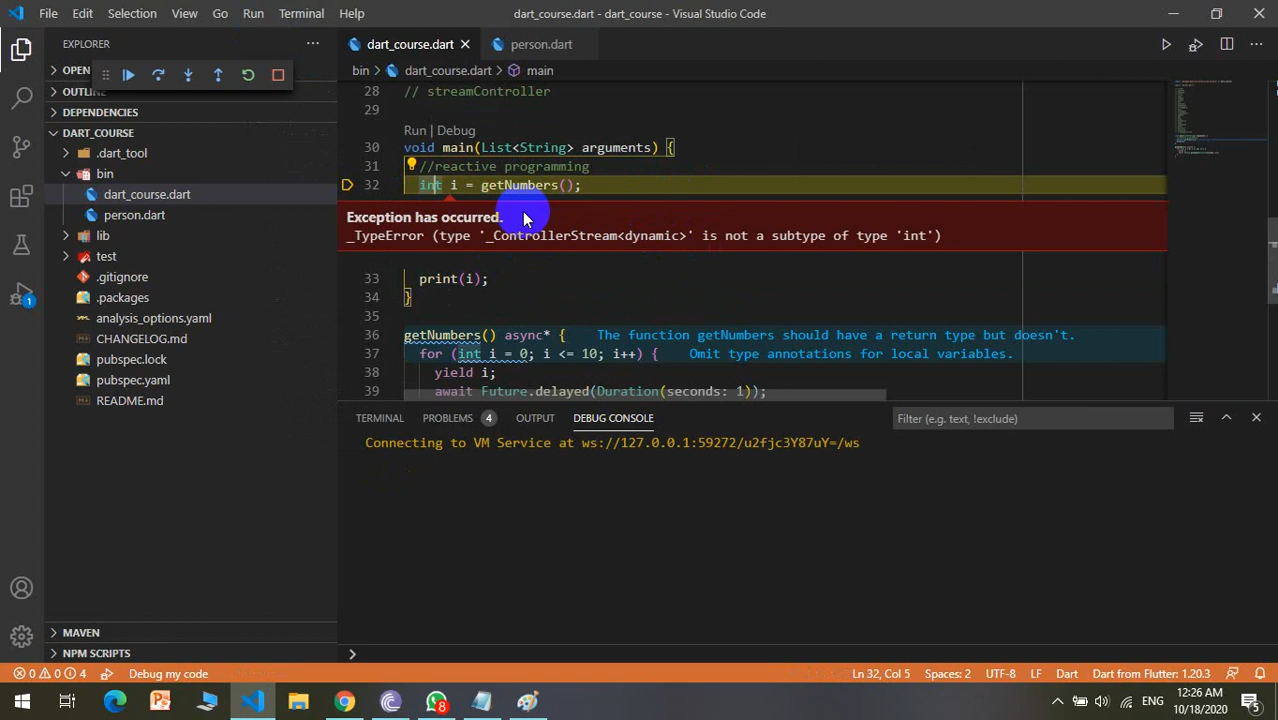 File Edit Selection View Go Run Terminal Help
dart_course.dart - dart_course - Visual Studio Code
EXPLORER
OPEN
OUTLINE
DEPENDENCIES
DART_COURSE
.dart_tool
bin
dart_course.dart
person.dart
lib
test
.gitignore
.packages
analysis_options.yaml
CHANGELOG.md
pubspec.lock
pubspec.yaml
README.md
MAVEN
NPM SCRIPTS
1
dart_course.dart
person.dart
bin > dart_course.dart > main
28 // streamController
29
Run | Debug
30 void main(List<String> arguments) {
31 //reactive programming
32 int i = getNumbers();
Exception has occurred.
_TypeError (type '_ControllerStream<dynamic>' is not a subtype of type 'int')
33 print(i);
34 }
35
36 getNumbers() async* { The function getNumbers should have a return type but doesn't.
37 for (int i = 0; i <= 10; i++) { Omit type annotations for local variables.
38 yield i;
39 await Future.delayed(Duration(seconds: 1));
TERMINAL PROBLEMS 4 OUTPUT DEBUG CONSOLE
Filter (e.g. text, !exclude)
Connecting to VM Service at ws://127.0.0.1:59272/u2fjc3Y87uY=/ws
0 0 4 Debug my code
Ln 32, Col 5 Spaces: 2 UTF-8 LF Dart Dart from Flutter: 1.20.3
8
ENG
12:26 AM
10/18/2020
5